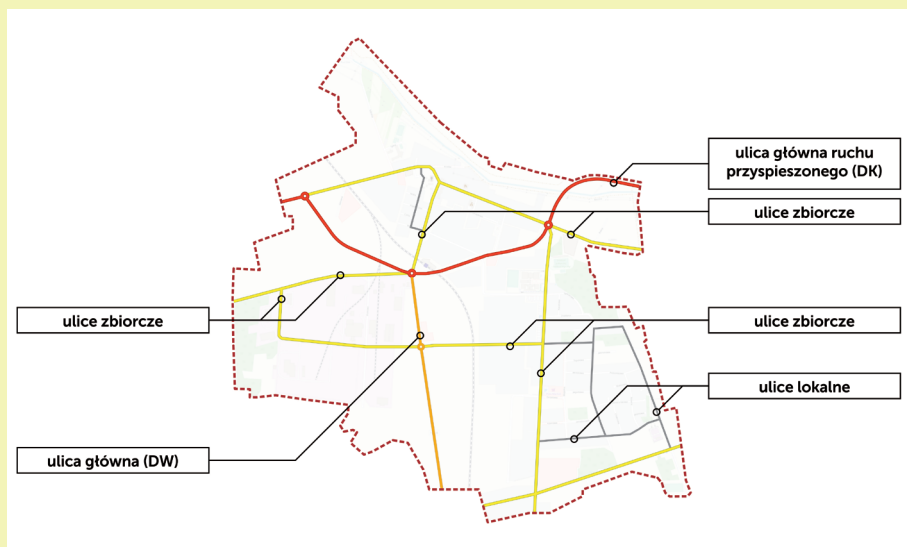 ulica główna ruchu
przyspieszonego (DK)
ulice zbiorcze
ulice zbiorcze
ulice zbiorcze
ulice lokalne
ulica główna (DW)